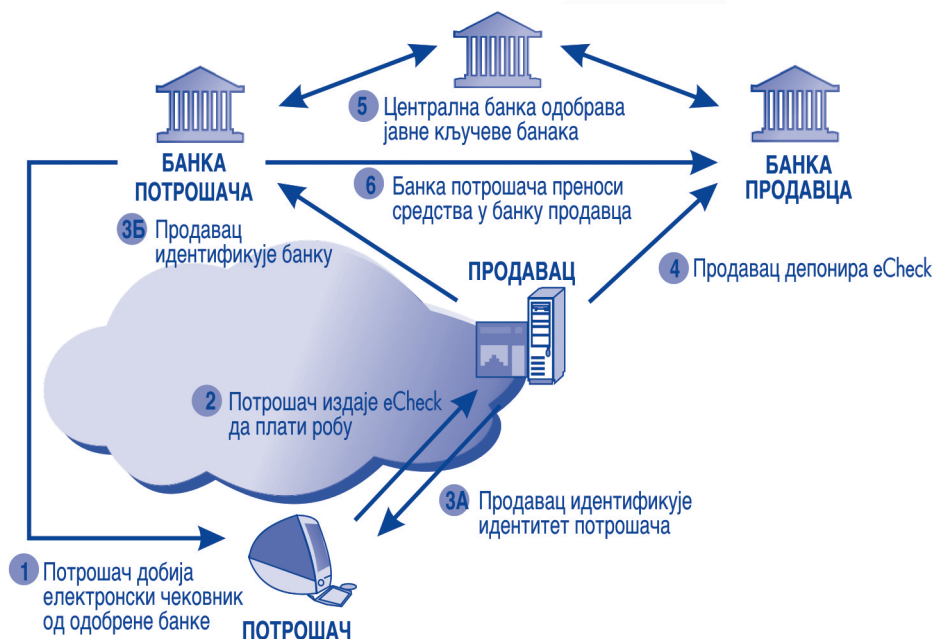 5 Централна банка одобрава
јавне кључеве банака
БАНКА
ПОТРОШАЧА
БАНКА
ПРОДАВЦА
6 Банка потрошача преноси
средства у банку продавца
3Б Продавац
идентификује банку
ПРОДАВАЦ
4 Продавац депонира eCheck
2 Потрошач издаје eCheck
да плати робу
3А Продавац идентификује
идентитет потрошача
1 Потрошач добија
електронски чековник
од одобрене банке
ПОТРОШАЧ